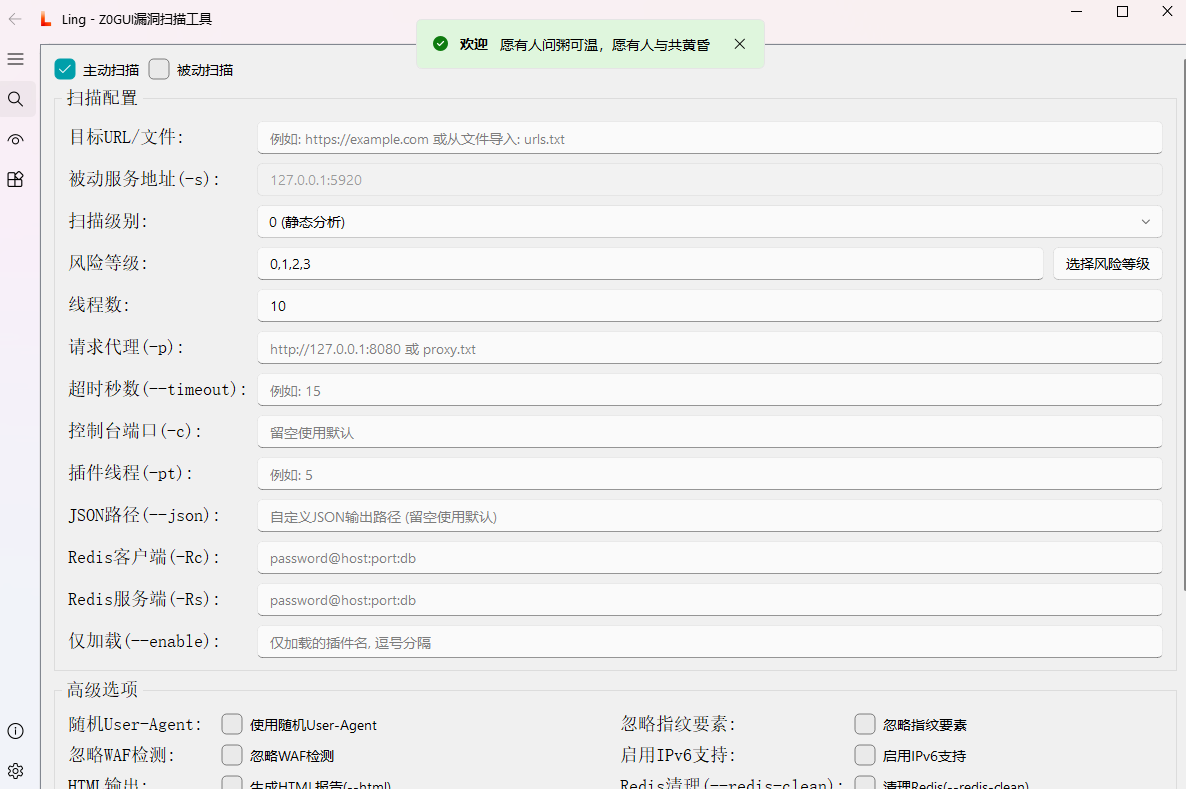 Ling - Z0GUI漏洞扫描工具
欢迎 愿有人问粥可温，愿有人与共黄昏
主动扫描 被动扫描
扫描配置
目标URL/文件: 例如: https://example.com 或从文件导入: urls.txt
被动服务地址(-s): 127.0.0.1:5920
扫描级别: 0 (静态分析)
风险等级: 0,1,2,3 选择风险等级
线程数: 10
请求代理(-p): http://127.0.0.1:8080 或 proxy.txt
超时秒数(--timeout): 例如: 15
控制台端口(-c): 留空使用默认
插件线程(-pt): 例如: 5
JSON路径(--json): 自定义JSON输出路径 (留空使用默认)
Redis客户端(-Rc): password@host:port:db
Redis服务端(-Rs): password@host:port:db
仅加载(--enable): 仅加载的插件名, 逗号分隔
高级选项
随机User-Agent: 使用随机User-Agent 忽略指纹要素: 忽略指纹要素
忽略WAF检测: 忽略WAF检测 启用IPv6支持: 启用IPv6支持
HTML输出: 生成HTML报告(--html) Redis清理(--redis-clean): 清理Redis(--redis-clean)